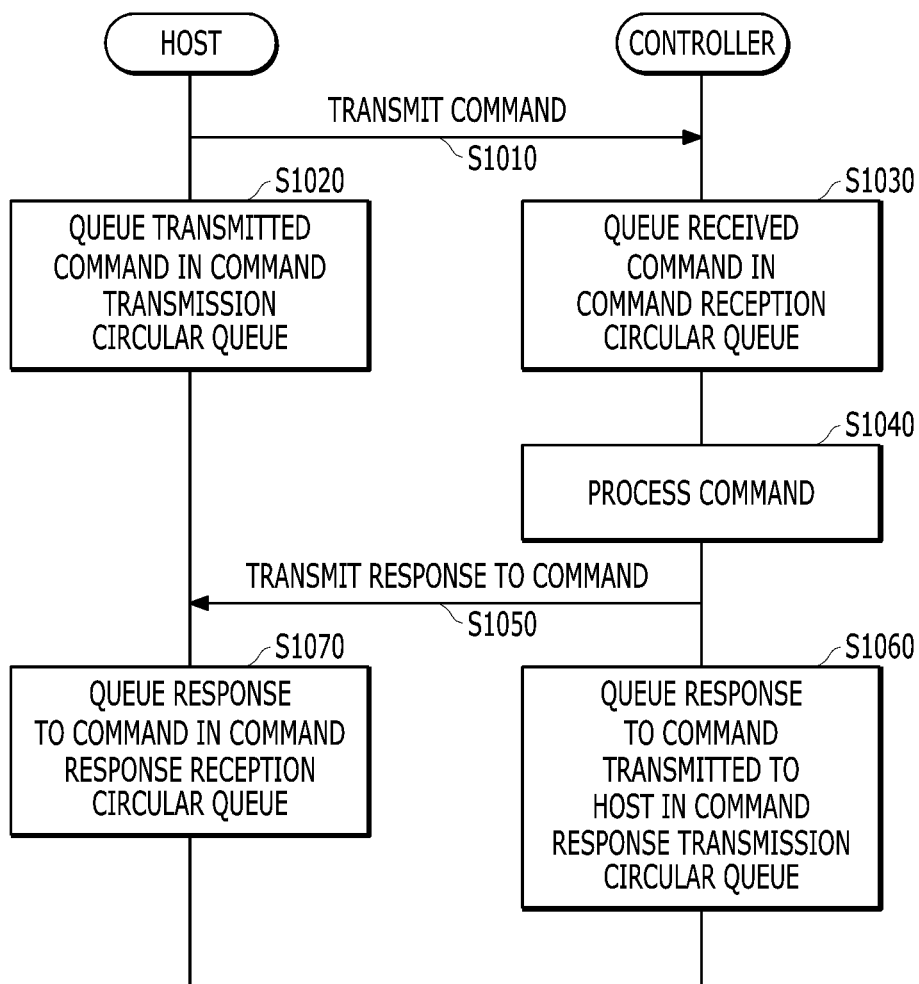 HOST
CONTROLLER
TRANSMIT COMMAND
S1010
S1020
S1030
QUEUE TRANSMITTED
COMMAND IN COMMAND
TRANSMISSION
CIRCULAR QUEUE
QUEUE RECEIVED
COMMAND IN
COMMAND RECEPTION
CIRCULAR QUEUE
S1040
PROCESS COMMAND
TRANSMIT RESPONSE TO COMMAND
S1050
S1070
S1060
QUEUE RESPONSE
TO COMMAND IN COMMAND
RESPONSE RECEPTION
CIRCULAR QUEUE
QUEUE RESPONSE
TO COMMAND
TRANSMITTED TO
HOST IN COMMAND
RESPONSE TRANSMISSION
CIRCULAR QUEUE